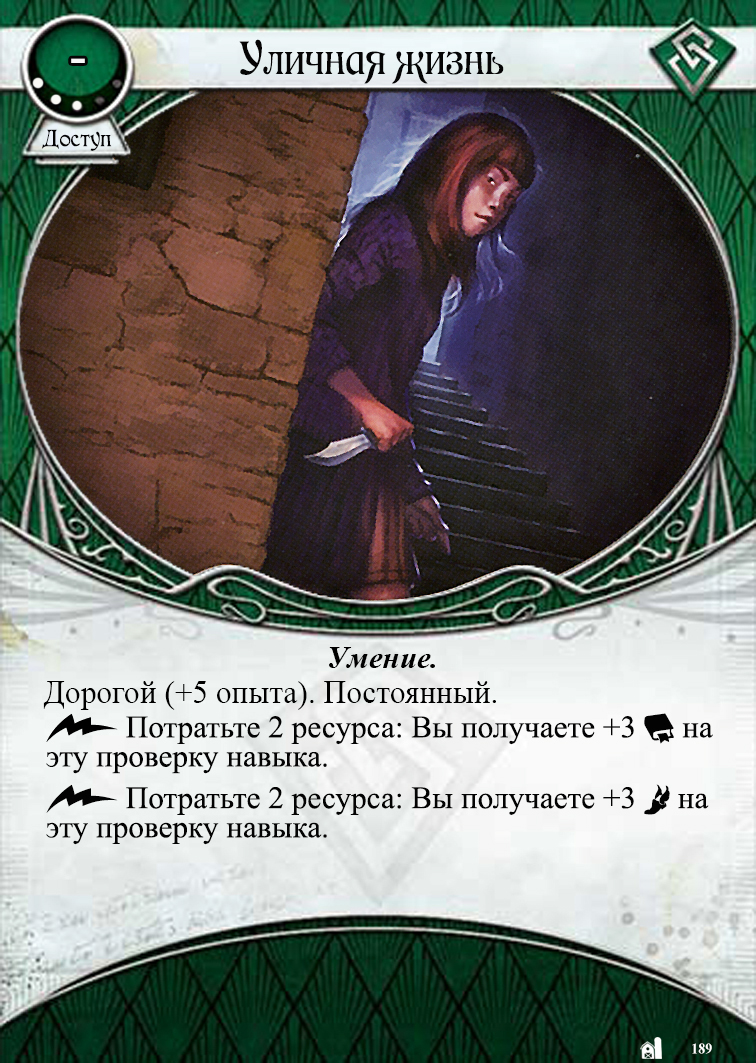 -
Уличная жизнь
Доступ
Умение.
Дорогой (+5 опыта). Постоянный.
Потратьте 2 ресурса: Вы получаете +3 на
эту проверку навыка.
Потратьте 2 ресурса: Вы получаете +3 на
эту проверку навыка.
189